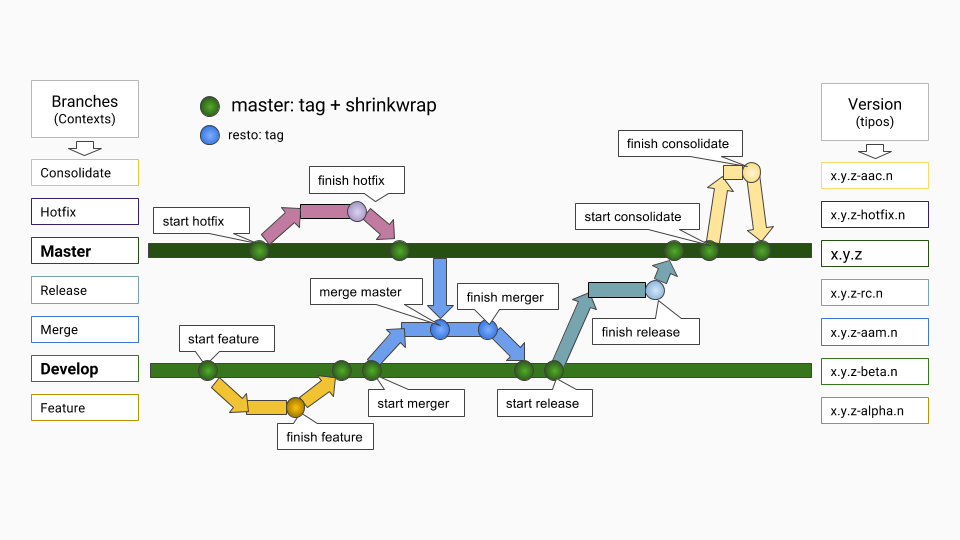 Branches
(Contexts)
master: tag + shrinkwrap
resto: tag
Version
(tipos)
Consolidate
Hotfix
Master
Release
Merge
Develop
Feature
start hotfix
finish hotfix
finish consolidate
start consolidate
merge master
finish merger
finish release
start feature
start merger
start release
finish feature
x.y.z-aac.n
x.y.z-hotfix.n
x.y.z
x.y.z-rc.n
x.y.z-aam.n
x.y.z-beta.n
x.y.z-alpha.n